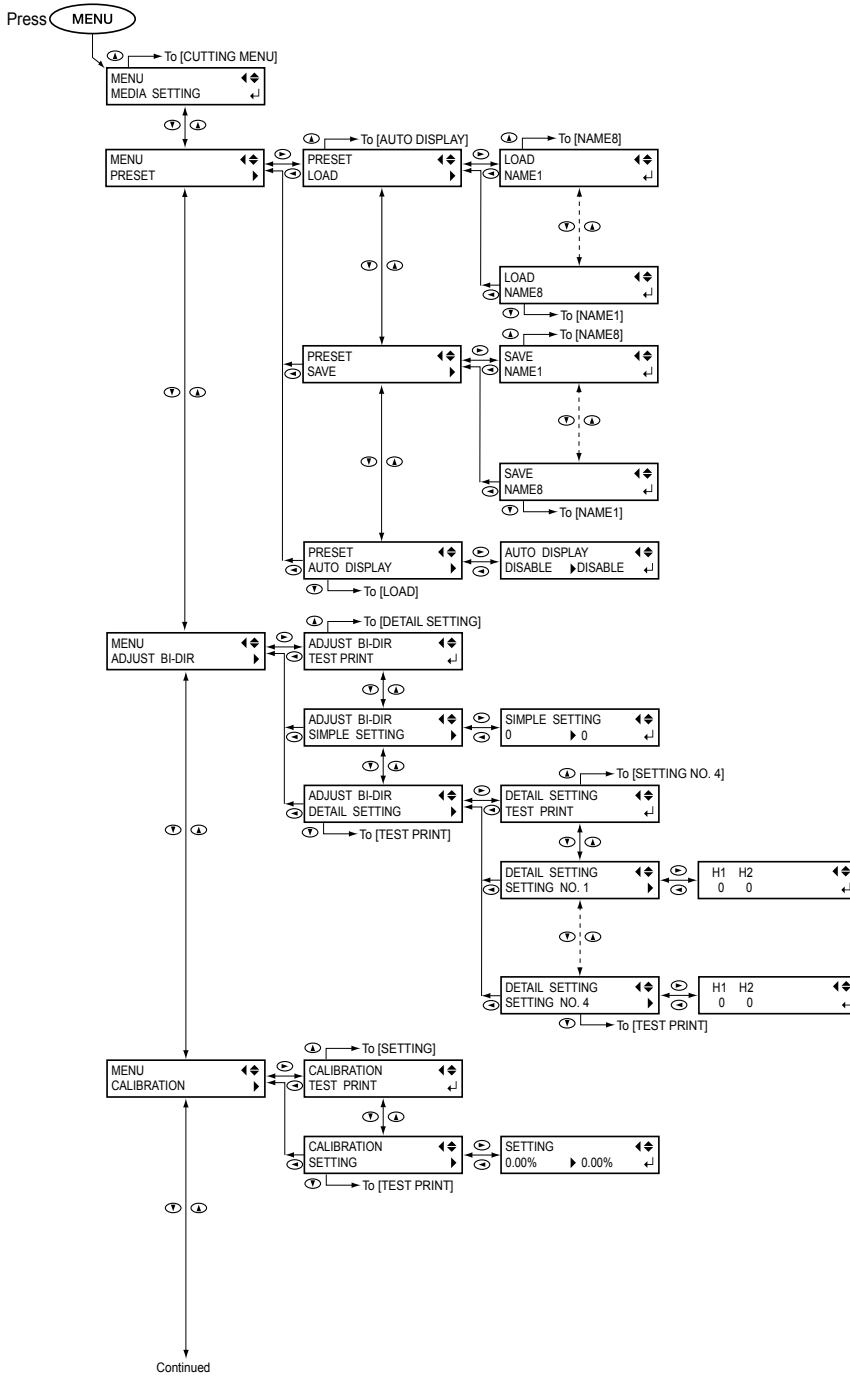 Press MENU
To [CUTTING MENU]
MENU
MEDIA SETTING
MENU
PRESET
To [AUTO DISPLAY]
PRESET
LOAD
To [NAME8]
LOAD
NAME1
LOAD
NAME8
To [NAME1]
To [NAME8]
PRESET
SAVE
SAVE
NAME1
SAVE
NAME8
To [NAME1]
PRESET
AUTO DISPLAY
To [LOAD]
AUTO DISPLAY
DISABLE DISABLE
MENU
ADJUST BI-DIR
To [DETAIL SETTING]
ADJUST BI-DIR
TEST PRINT
ADJUST BI-DIR
SIMPLE SETTING
SIMPLE SETTING
0 0
ADJUST BI-DIR
DETAIL SETTING
To [TEST PRINT]
To [SETTING NO. 4]
DETAIL SETTING
TEST PRINT
DETAIL SETTING
SETTING NO. 1
H1 H2
0 0
DETAIL SETTING
SETTING NO. 4
To [TEST PRINT]
H1 H2
0 0
MENU
CALIBRATION
To [SETTING]
CALIBRATION
TEST PRINT
CALIBRATION
SETTING
To [TEST PRINT]
SETTING
0.00% 0.00%
Continued